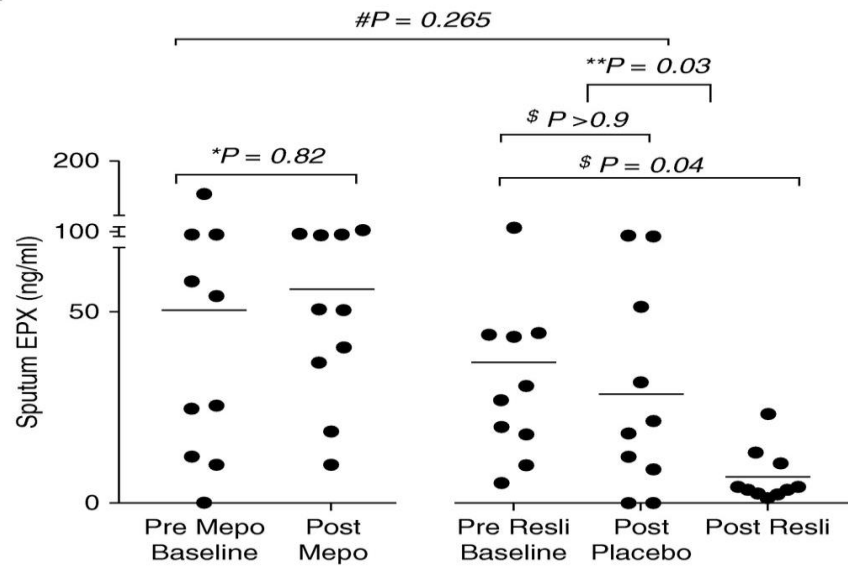 #P = 0.265
**P = 0.03
$ P >0.9
*P = 0.82
$ P = 0.04
200
100
50
0
Sputum EPX (ng/ml)
Pre Mepo
Baseline
Post
Mepo
Pre Resli
Baseline
Post
Placebo
Post Resli